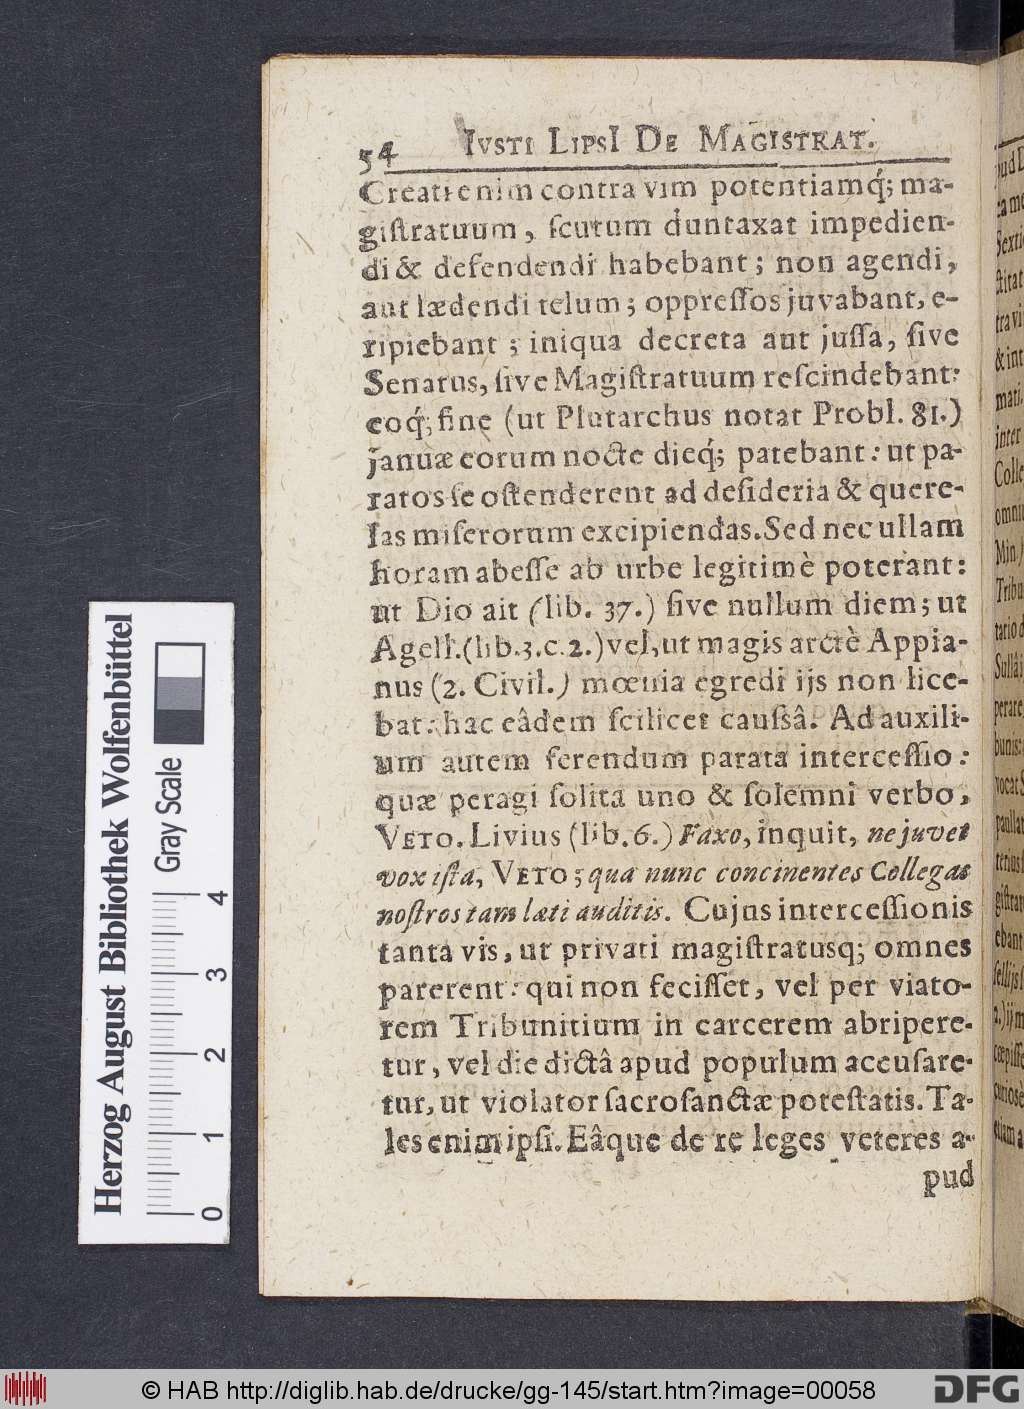 54 IVSTI LIPSI DE MAGISTRAT.
Creati enim contra vim potentiamq́; ma-
giſtratuum, ſcutum duntaxat impedien-
di & defendendi habebant; non agendi,
aut lædendi telum; oppreſſos juvabant, e-
ripiebant; iniqua decreta aut juſſa, ſive
Senatus, ſive Magiſtratuum reſcindebant:
eoq́; fine (ut Plutarchus notat Probl. 81.)
januæ eorum nocte dieq́; patebant: ut pa-
ratos ſe oſtenderent ad deſideria & quere-
las miſerorum excipiendas. Sed nec ullam
horam abeſſe ab urbe legitimè poterant:
ut Dio ait (lib. 37.) ſive nullum diem; ut
Agell. (lib. 3. c. 2.) vel, ut magis arctè Appia-
nus (2. Civil.) mœnia egredi ijs non lice-
bat: hac eâdem ſcilicet cauſsâ. Ad auxili-
um autem ferendum parata interceſſio:
quæ peragi ſolita uno & ſolemni verbo,
VETO. Livius (lib. 6.) Faxo, inquit, ne juvet
vox iſta, VETO; qua nunc concinentes Collegas
noſtros tam læti auditis. Cujus interceſſionis
tanta vis, ut privati magiſtratusq; omnes
parerent: qui non feciſſet, vel per viato-
rem Tribunitium in carcerem abripere-
tur, vel die dictâ apud populum accuſare-
tur, ut violator ſacroſanctæ poteſtatis. Ta-
les enim ipſi. Eâque de re leges veteres a-
pud
Herzog August Bibliothek Wolfenbüttel
Gray Scale
0 1 2 3 4
© HAB http://diglib.hab.de/drucke/gg-145/start.htm?image=00058
DFG